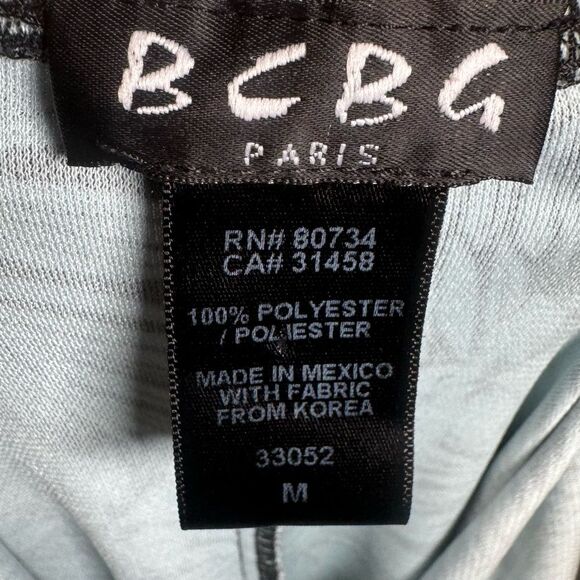 BCBG
PARIS
RN# 80734
CA# 31458
100% POLYESTER
/ POLIESTER
MADE IN MEXICO
WITH FABRIC
FROM KOREA
33052
M